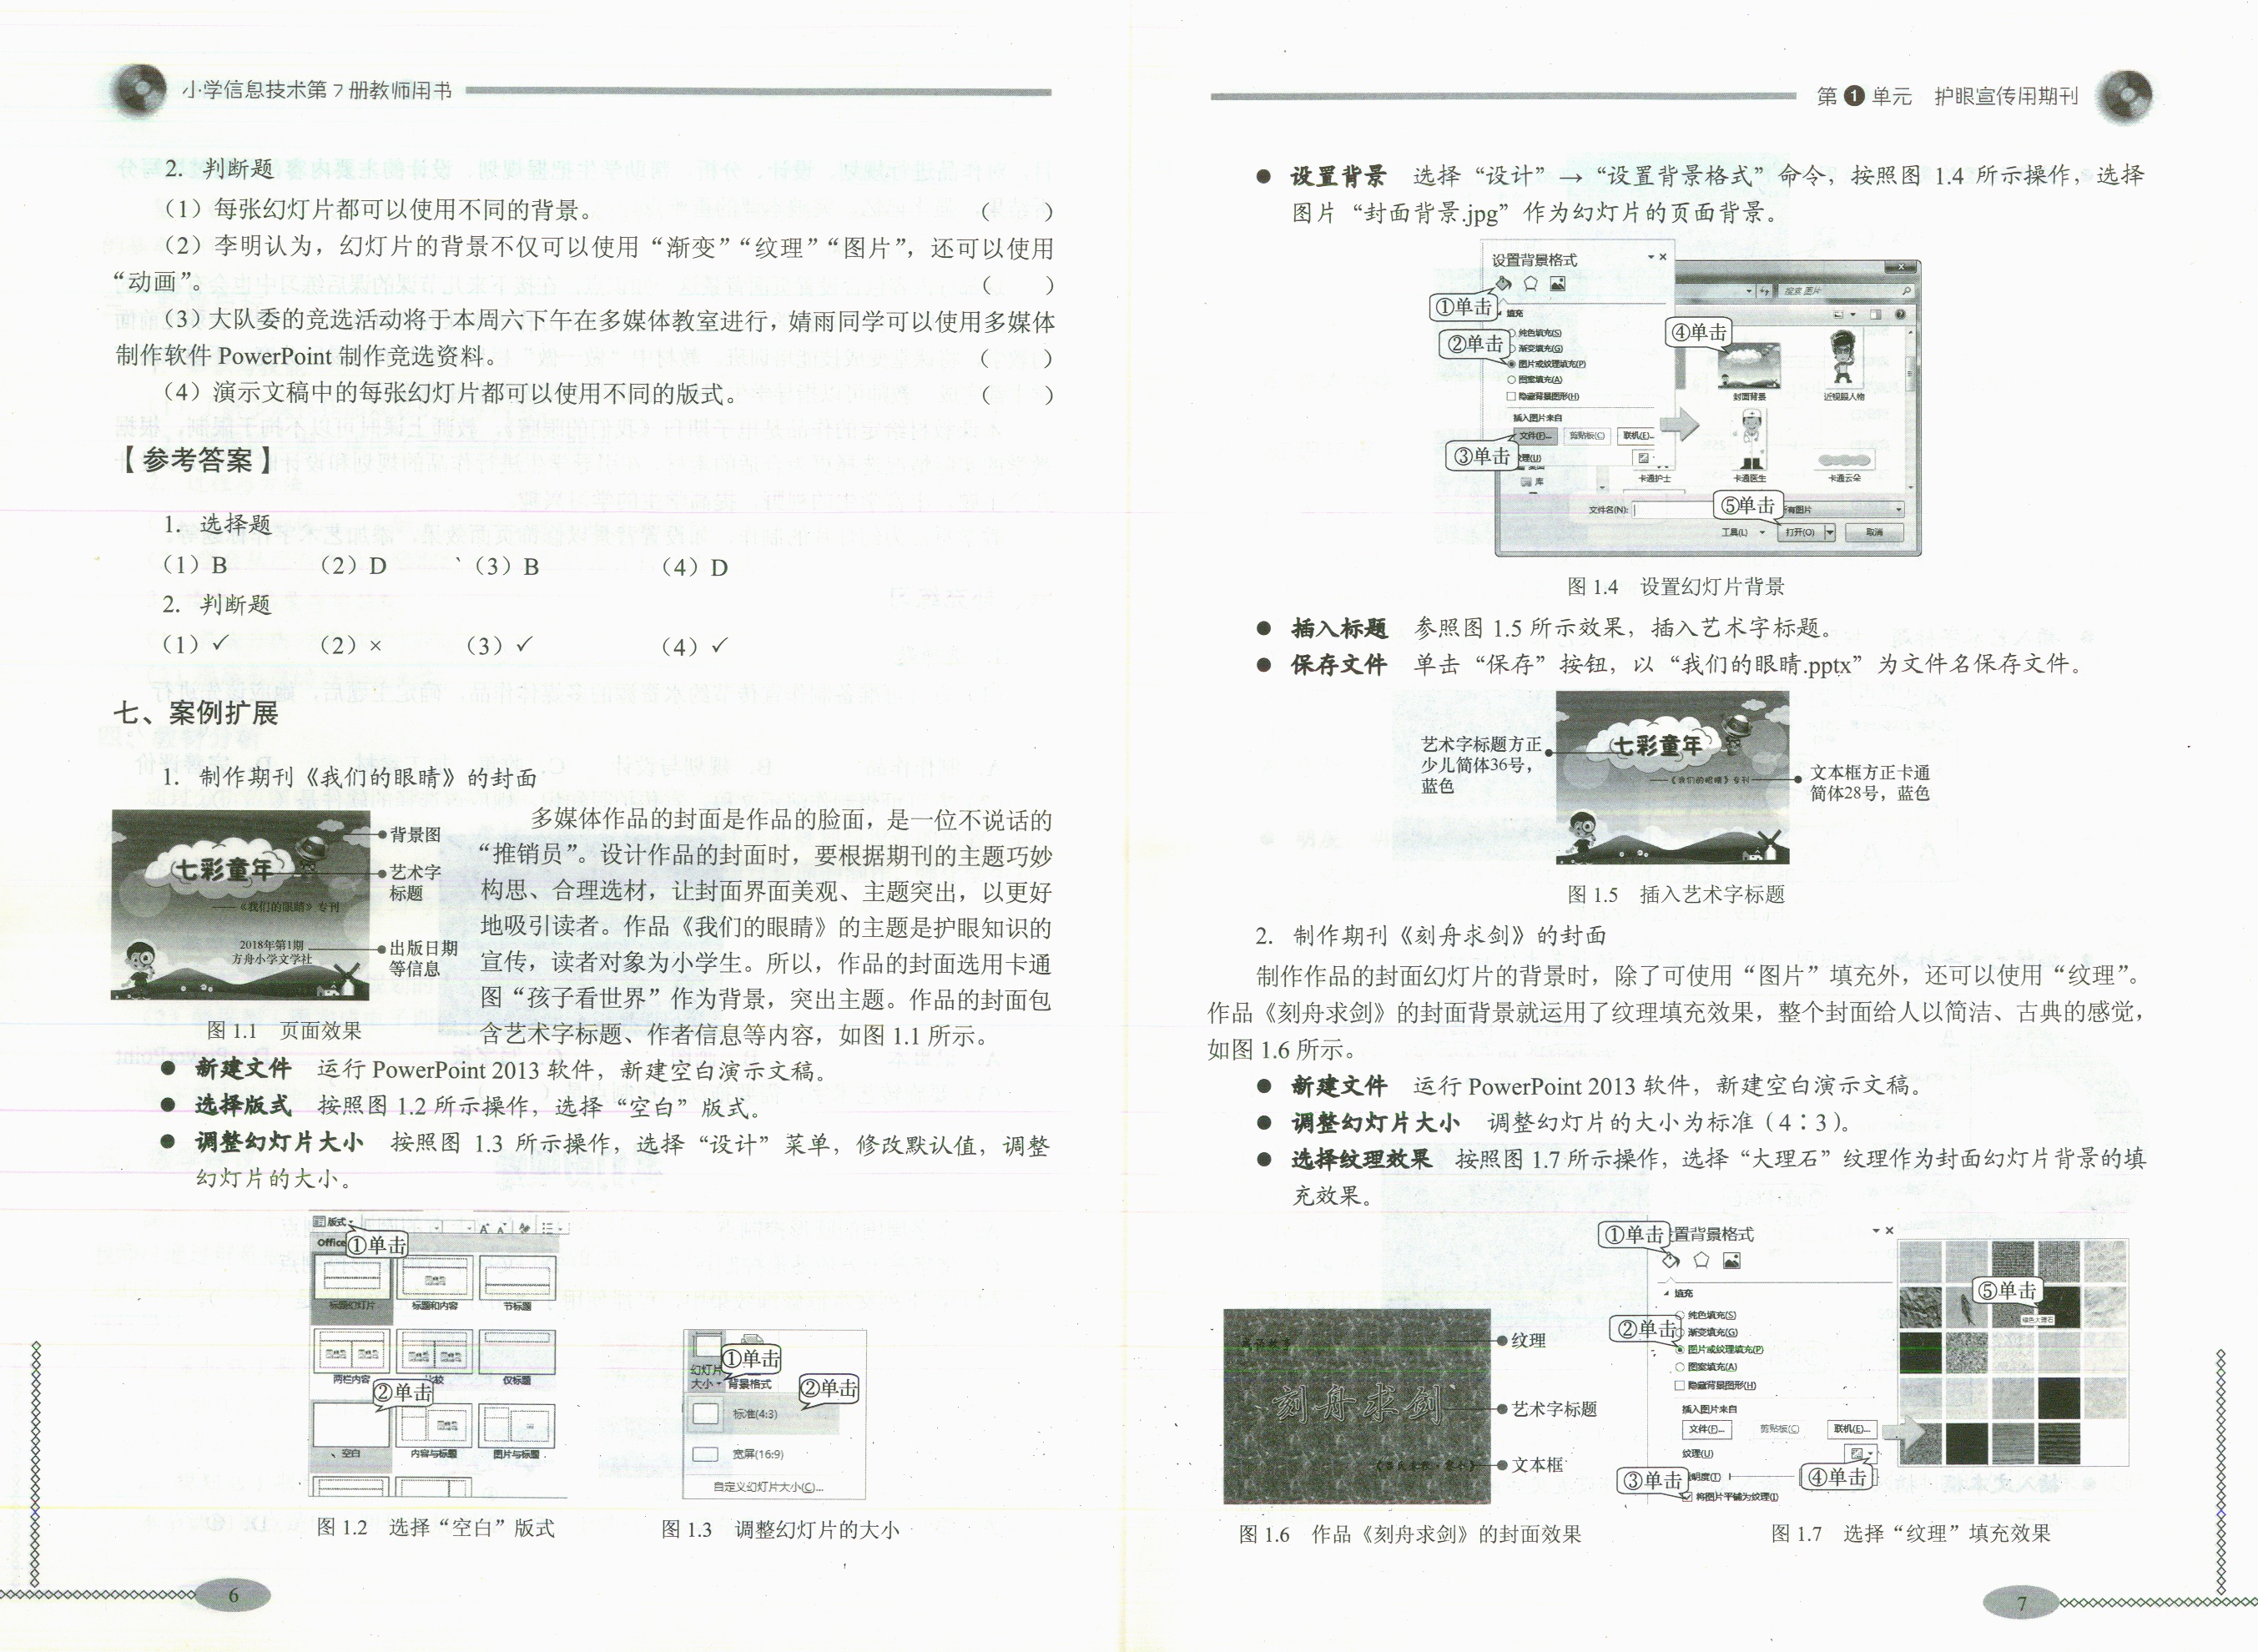 小学信息技术第 7 册教师用书
2. 判断题
（1）每张幻灯片都可以使用不同的背景。（　　）
（2）李明认为，幻灯片的背景不仅可以使用“渐变”“纹理”“图片”，还可以使用
“动画”。（　　）
（3）大队委的竞选活动将于本周六下午在多媒体教室进行，婧雨同学可以使用多媒体
制作软件 PowerPoint 制作竞选资料。（　　）
（4）演示文稿中的每张幻灯片都可以使用不同的版式。（　　）
【参考答案】
1. 选择题
（1）B （2）D （3）B （4）D
2. 判断题
（1）✓ （2）× （3）✓ （4）✓
七、案例扩展
1. 制作期刊《我们的眼睛》的封面
七彩童年
——《我们的眼睛》专刊
2018年第1期
方舟小学文学社
背景图
艺术字
标题
出版日期
等信息
图 1.1 页面效果
多媒体作品的封面是作品的脸面，是一位不说话的
“推销员”。设计作品的封面时，要根据期刊的主题巧妙
构思、合理选材，让封面界面美观、主题突出，以更好
地吸引读者。作品《我们的眼睛》的主题是护眼知识的
宣传，读者对象为小学生。所以，作品的封面选用卡通
图“孩子看世界”作为背景，突出主题。作品的封面包
含艺术字标题、作者信息等内容，如图 1.1 所示。
● 新建文件 运行 PowerPoint 2013 软件，新建空白演示文稿。
● 选择版式 按照图 1.2 所示操作，选择“空白”版式。
● 调整幻灯片大小 按照图 1.3 所示操作，选择“设计”菜单，修改默认值，调整
幻灯片的大小。
版式
Office
①单击
标题幻灯片 标题和内容 节标题
两栏内容 比较 仅标题
②单击
空白 内容与标题 图片与标题
图 1.2 选择“空白”版式
①单击
幻灯片
大小 背景格式
②单击
标准(4:3)
宽屏(16:9)
自定义幻灯片大小(C)...
图 1.3 调整幻灯片的大小
6
第 1 单元 护眼宣传用期刊
● 设置背景 选择“设计”→“设置背景格式”命令，按照图 1.4 所示操作，选择
图片“封面背景.jpg”作为幻灯片的页面背景。
设置背景格式
①单击
填充
纯色填充(S)
②单击
渐变填充(G)
图片或纹理填充(P)
图案填充(A)
隐藏背景图形(H)
插入图片来自
文件(F)... 剪贴板(C) 联机(E)...
③单击
库
搜索 图片
④单击
封面背景 近视眼人物
卡通护士 卡通医生 卡通云朵
⑤单击
文件名(N): 所有图片
工具(L) 打开(O) 取消
图 1.4 设置幻灯片背景
● 插入标题 参照图 1.5 所示效果，插入艺术字标题。
● 保存文件 单击“保存”按钮，以“我们的眼睛.pptx”为文件名保存文件。
艺术字标题方正
少儿简体36号，
蓝色
七彩童年
——《我们的眼睛》专刊
文本框方正卡通
简体28号，蓝色
图 1.5 插入艺术字标题
2. 制作期刊《刻舟求剑》的封面
制作作品的封面幻灯片的背景时，除了可使用“图片”填充外，还可以使用“纹理”。
作品《刻舟求剑》的封面背景就运用了纹理填充效果，整个封面给人以简洁、古典的感觉，
如图 1.6 所示。
● 新建文件 运行 PowerPoint 2013 软件，新建空白演示文稿。
● 调整幻灯片大小 调整幻灯片的大小为标准（4∶3）。
● 选择纹理效果 按照图 1.7 所示操作，选择“大理石”纹理作为封面幻灯片背景的填
充效果。
成语故事
刻舟求剑
纹理
艺术字标题
文本框
图 1.6 作品《刻舟求剑》的封面效果
①单击
置背景格式
填充
纯色填充(S)
②单击
渐变填充(G)
图片或纹理填充(P)
图案填充(A)
隐藏背景图形(H)
插入图片来自
文件(F)... 剪贴板(C) 联机(E)...
纹理(U)
③单击
明度(T)
④单击
将图片平铺为纹理(I)
⑤单击
褐色大理石
图 1.7 选择“纹理”填充效果
7